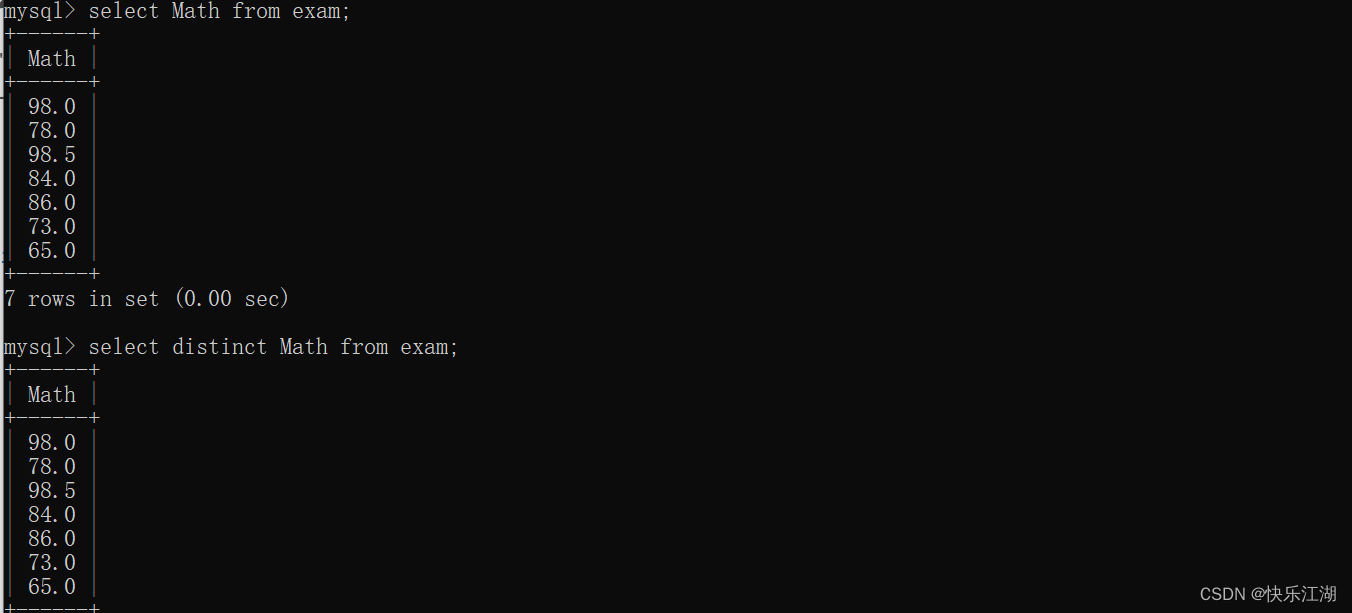 mysql> select Math from exam;
+------+
| Math |
+------+
| 98.0 |
| 78.0 |
| 98.5 |
| 84.0 |
| 86.0 |
| 73.0 |
| 65.0 |
+------+
7 rows in set (0.00 sec)
mysql> select distinct Math from exam;
+------+
| Math |
+------+
| 98.0 |
| 78.0 |
| 98.5 |
| 84.0 |
| 86.0 |
| 73.0 |
| 65.0 |
+------+
CSDN @快乐江湖